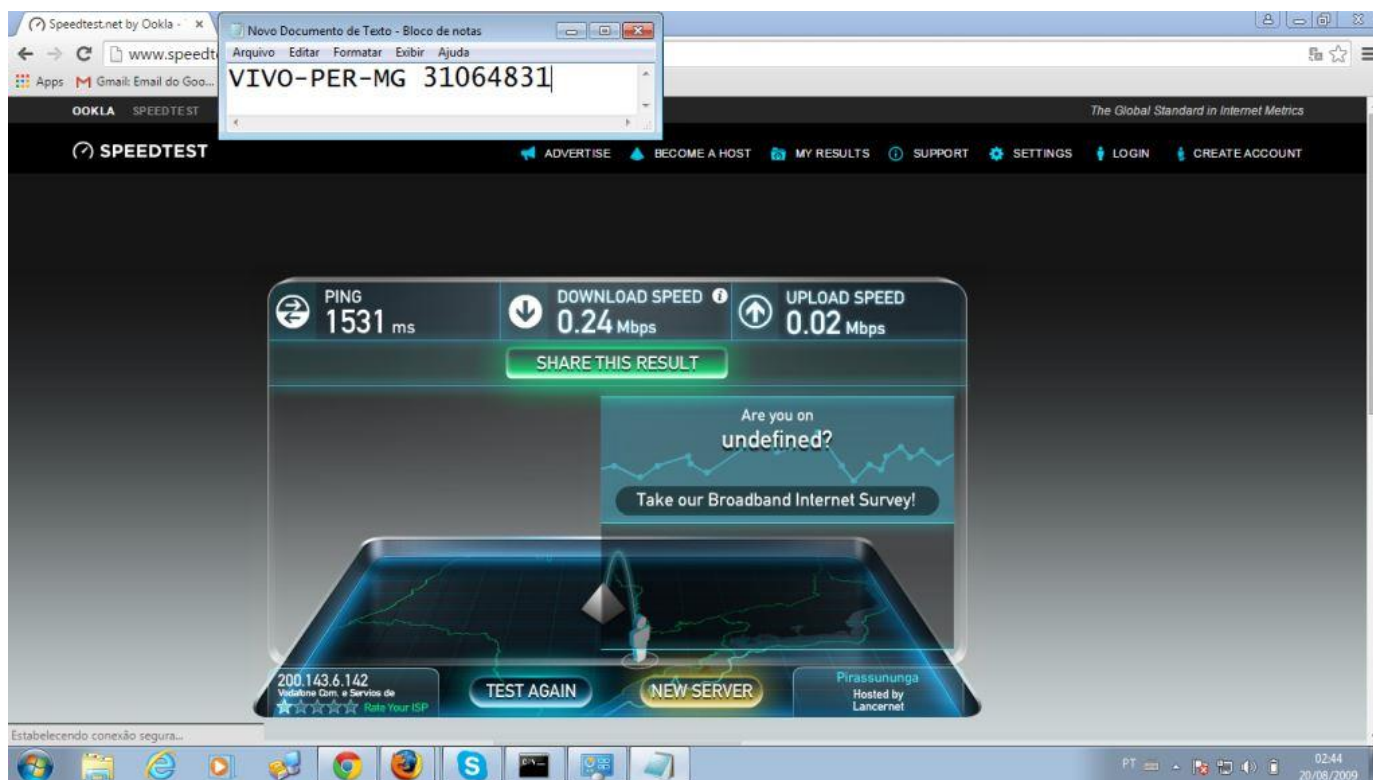 Speedtest.net by Ookla -
Novo Documento de Texto - Bloco de notas
www.speedt
Arquivo Editar Formatar Exibir Ajuda
Apps Gmail: Email do Goo...
VIVO-PER-MG 31064831
OOKLA SPEEDTEST
The Global Standard in Internet Metrics
SPEEDTEST
ADVERTISE BECOME A HOST MY RESULTS SUPPORT SETTINGS LOGIN CREATE ACCOUNT
PING DOWNLOAD SPEED UPLOAD SPEED
1531 ms 0.24 Mbps 0.02 Mbps
SHARE THIS RESULT
Are you on
undefined?
Take our Broadband Internet Survey!
200.143.6.142
Vodafone Com. e Servios de
Rate Your ISP
TEST AGAIN
NEW SERVER
Pirassununga
Hosted by
Lancernet
Estabelecendo conexão segura...
PT
02:44
20/08/2009